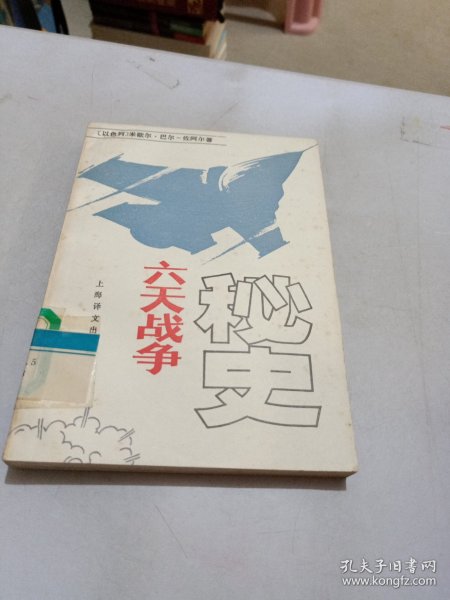 〔以色列〕米歇尔·巴尔-佐阿尔著
六天战争
秘史
上海译文出
5
孔夫子旧书网
www.kongfz.com